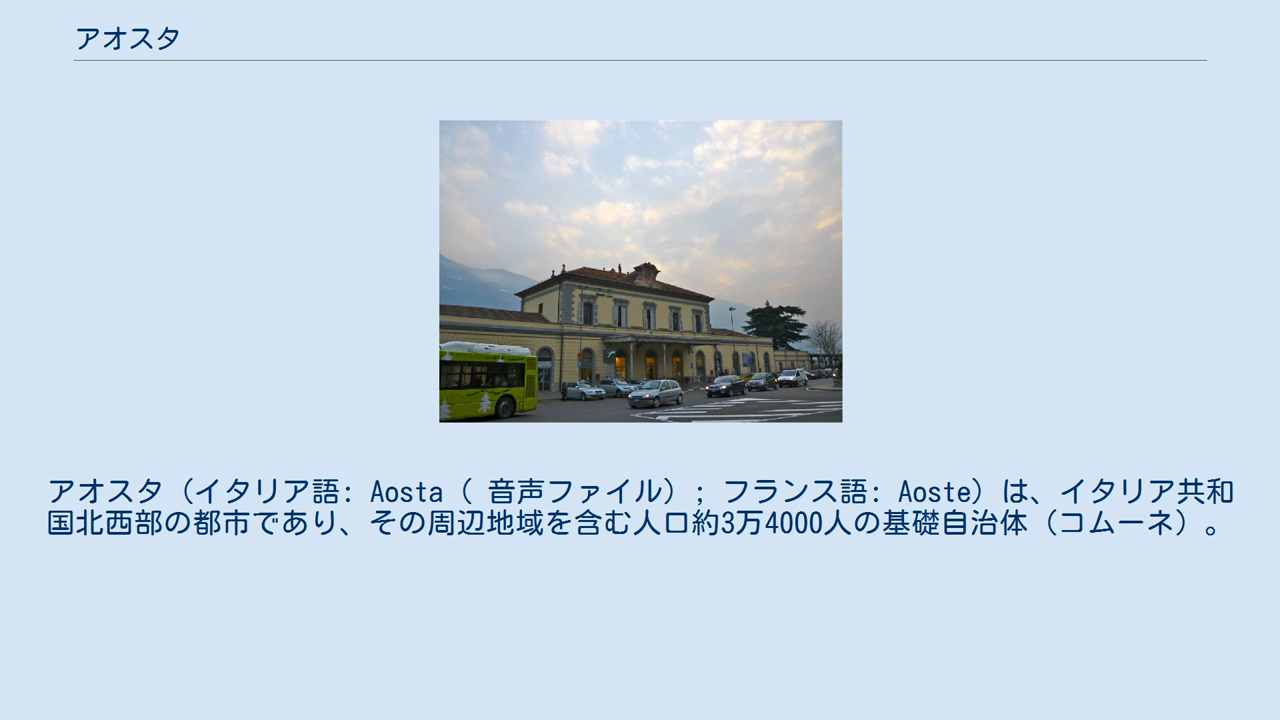 アオスタ
アオスタ（イタリア語: Aosta（ 音声ファイル）; フランス語: Aoste）は、イタリア共和
国北西部の都市であり、その周辺地域を含む人口約3万4000人の基礎自治体（コムーネ）。